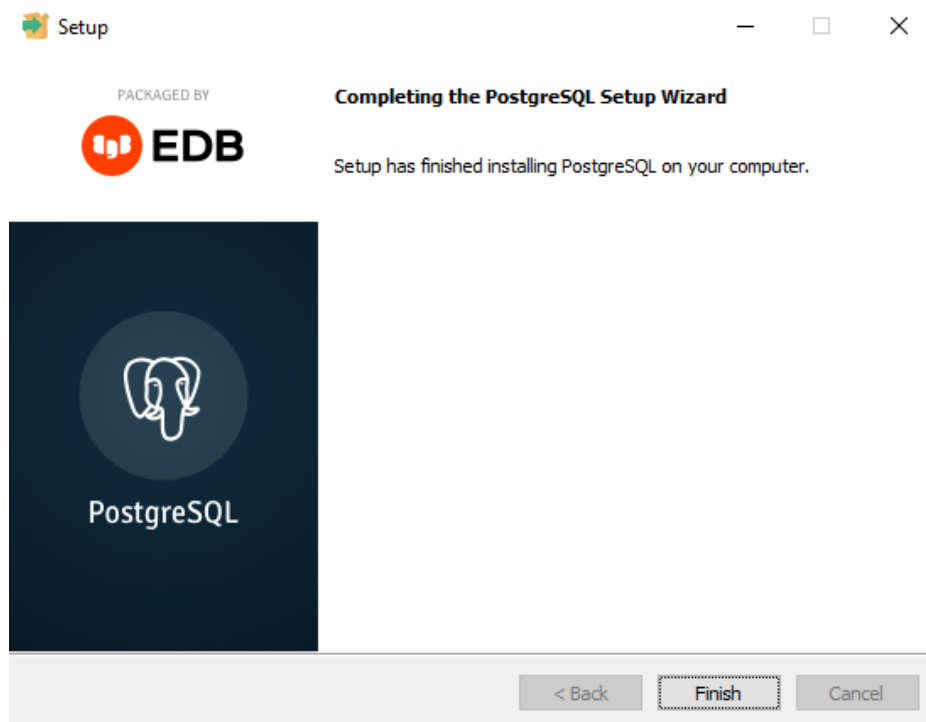 Setup
PACKAGED BY
EDB
Completing the PostgreSQL Setup Wizard
Setup has finished installing PostgreSQL on your computer.
PostgreSQL
< Back
Finish
Cancel